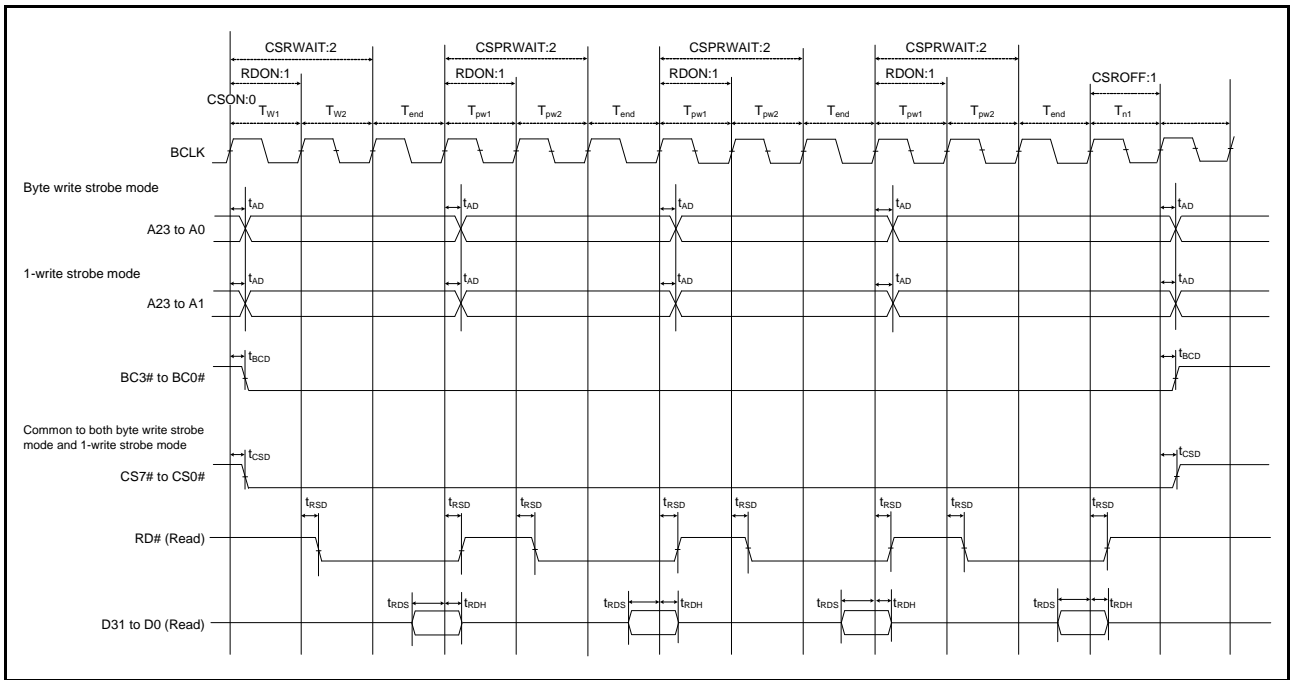 CSRWAIT:2 CSPRWAIT:2 CSPRWAIT:2 CSPRWAIT:2
RDON:1 RDON:1 RDON:1 RDON:1 CSROFF:1
CSON:0
TW1 TW2 Tend Tpw1 Tpw2 Tend Tpw1 Tpw2 Tend Tpw1 Tpw2 Tend Tn1
BCLK
Byte write strobe mode
tAD tAD tAD tAD tAD
A23 to A0
1-write strobe mode
tAD tAD tAD tAD tAD
A23 to A1
tBCD tBCD
BC3# to BC0#
Common to both byte write strobe
mode and 1-write strobe mode
tCSD tCSD
CS7# to CS0#
tRSD tRSD tRSD tRSD tRSD tRSD tRSD tRSD
RD# (Read)
tRDS tRDH tRDS tRDH tRDS tRDH tRDS tRDH
D31 to D0 (Read)